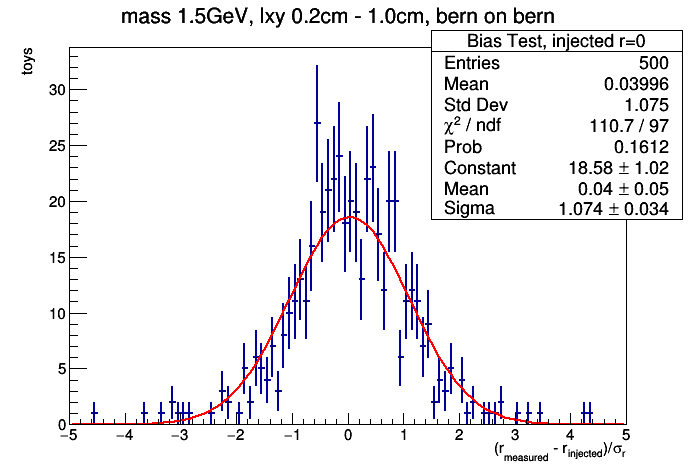 mass 1.5GeV, lxy 0.2cm - 1.0cm, bern on bern
Bias Test, injected r=0
Entries 500
Mean 0.03996
Std Dev 1.075
χ² / ndf 110.7 / 97
Prob 0.1612
Constant 18.58 ± 1.02
Mean 0.04 ± 0.05
Sigma 1.074 ± 0.034
toys
30
25
20
15
10
5
0
−5 −4 −3 −2 −1 0 1 2 3 4 5
(r_measured - r_injected)/σ_r